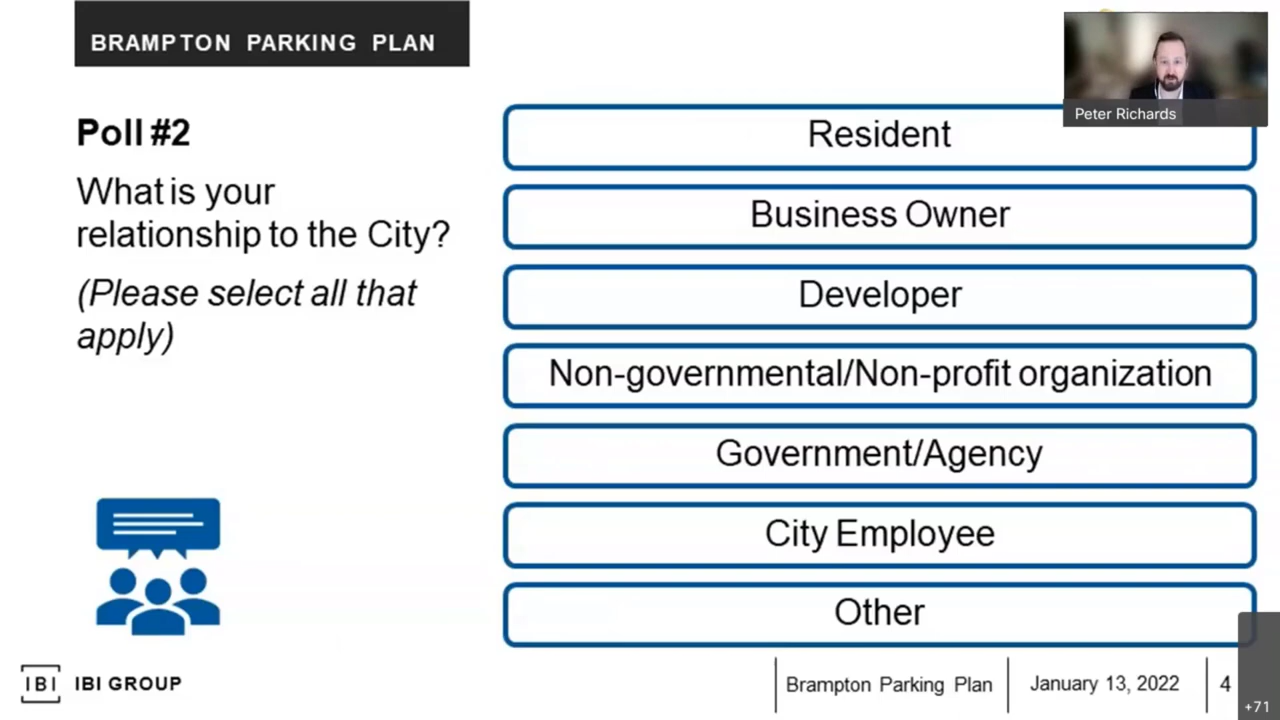 BRAMPTON PARKING PLAN
Peter Richards
Poll #2
What is your
relationship to the City?
(Please select all that
apply)
Resident
Business Owner
Developer
Non-governmental/Non-profit organization
Government/Agency
City Employee
Other
IBI IBI GROUP
Brampton Parking Plan
January 13, 2022
4
+71